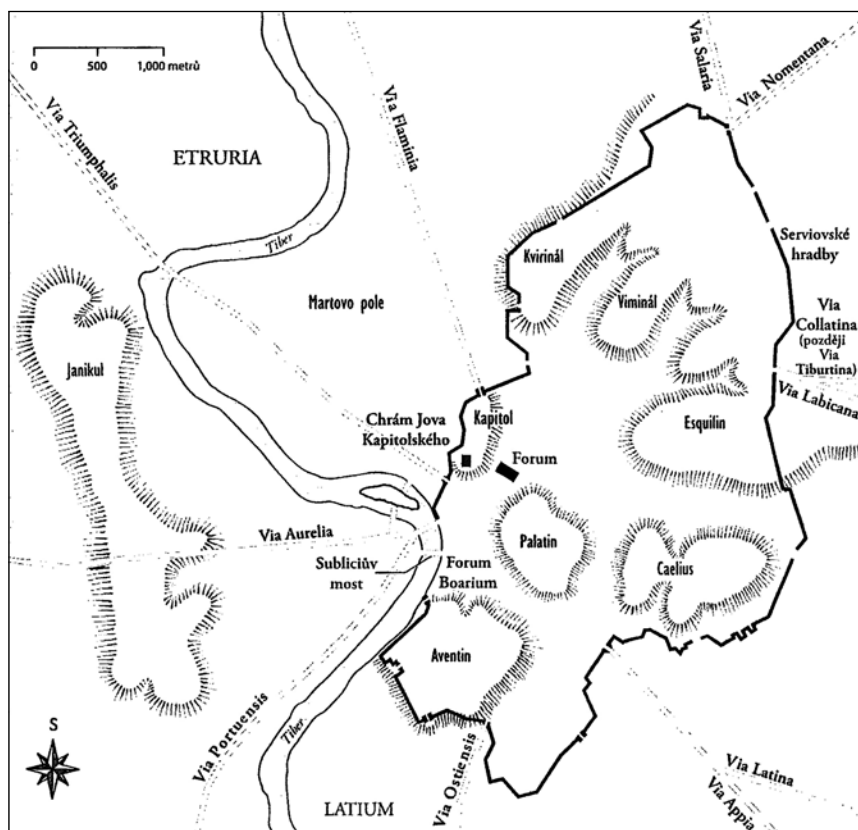 0 500 1,000 metrů
Via Triumphalis
ETRURIA
Via Flaminia
Via Salaria
Via Nomentana
Tiber
Kvirinál
Serviovské
hradby
Martovo pole
Viminál
Via
Collatina
(později
Via
Tiburtina)
Janikul
Via Labicana
Chrám Jova
Kapitolského
Kapitol
Esquilin
Forum
Via Aurelia
Palatin
Subliciův
most
Forum
Boarium
Caelius
Aventin
S
Via Portuensis
Tiber
Via Ostiensis
Via Latina
Via Appia
LATIUM